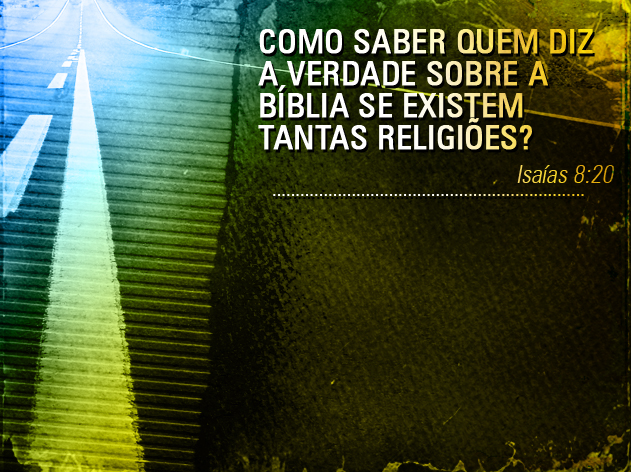 COMO SABER QUEM DIZ
A VERDADE SOBRE A
BÍBLIA SE EXISTEM
TANTAS RELIGIÕES?
Isaías 8:20